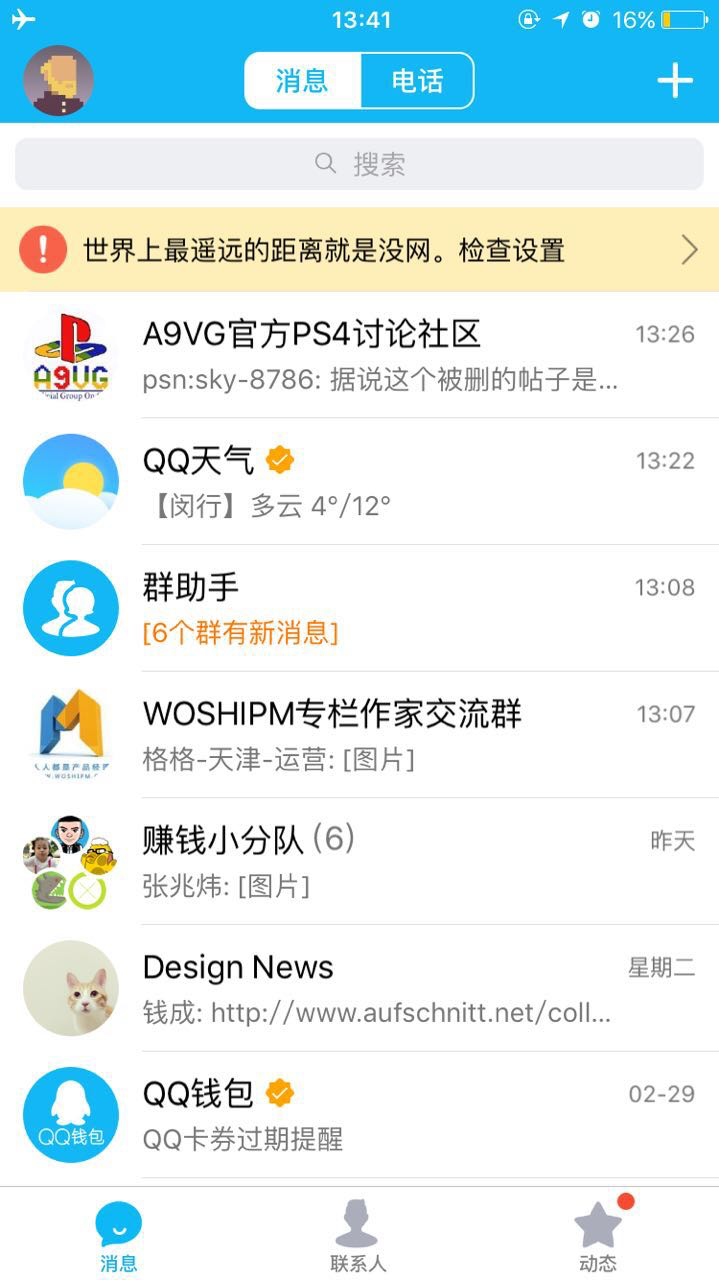 13:41
16%
消息
电话
搜索
世界上最遥远的距离就是没网。检查设置
A9VG官方PS4讨论社区
13:26
A9VG
psn:sky-8786: 据说这个被删的帖子是...
QQ天气
13:22
【闵行】多云 4°/12°
群助手
13:08
[6个群有新消息]
WOSHIPM专栏作家交流群
13:07
人人都是产品经理
格格-天津-运营: [图片]
赚钱小分队 (6)
昨天
张兆炜: [图片]
Design News
星期二
钱成: http://www.aufschnitt.net/coll...
QQ钱包
QQ钱包
02-29
QQ卡券过期提醒
消息
联系人
动态